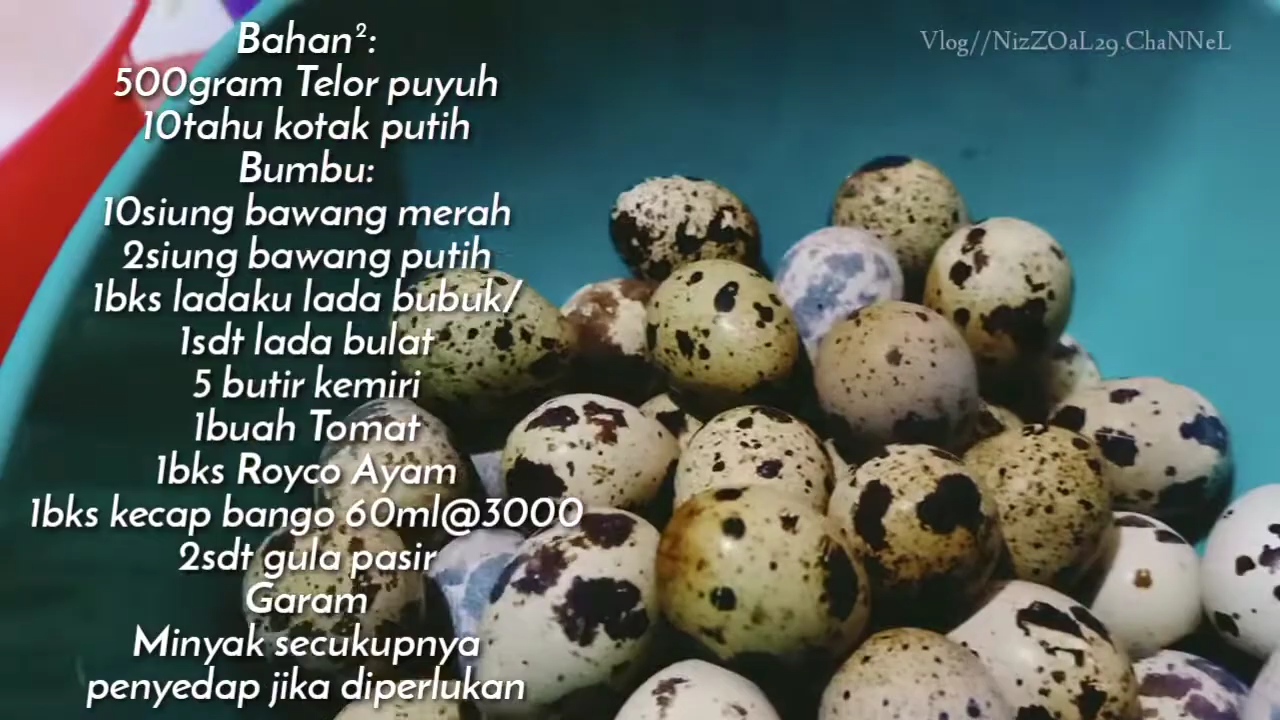 Bahan²:
500gram Telor puyuh
10tahu kotak putih
Bumbu:
10siung bawang merah
2siung bawang putih
1bks ladaku lada bubuk/
1sdt lada bulat
5 butir kemiri
1buah Tomat
1bks Royco Ayam
1bks kecap bango 60ml@3000
2sdt gula pasir
Garam
Minyak secukupnya
penyedap jika diperlukan
Vlog//NizZOaL29.ChaNNeL